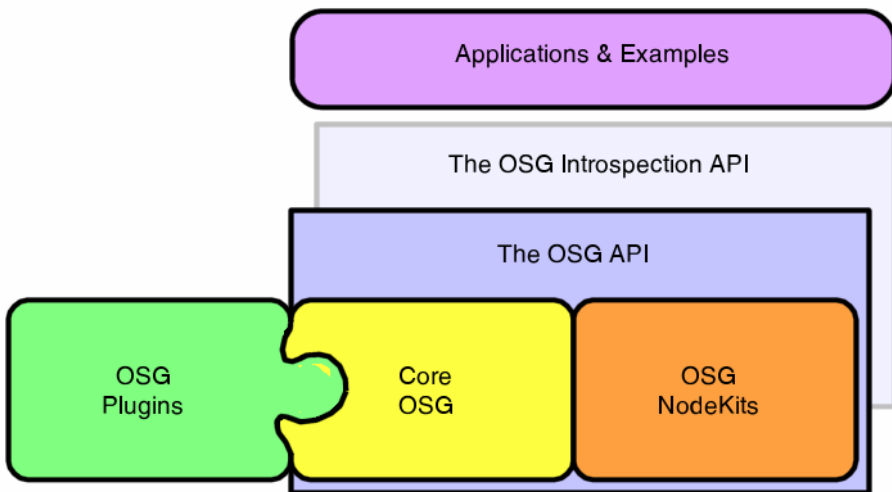 Applications & Examples
The OSG Introspection API
The OSG API
OSG
Plugins
Core
OSG
OSG
NodeKits